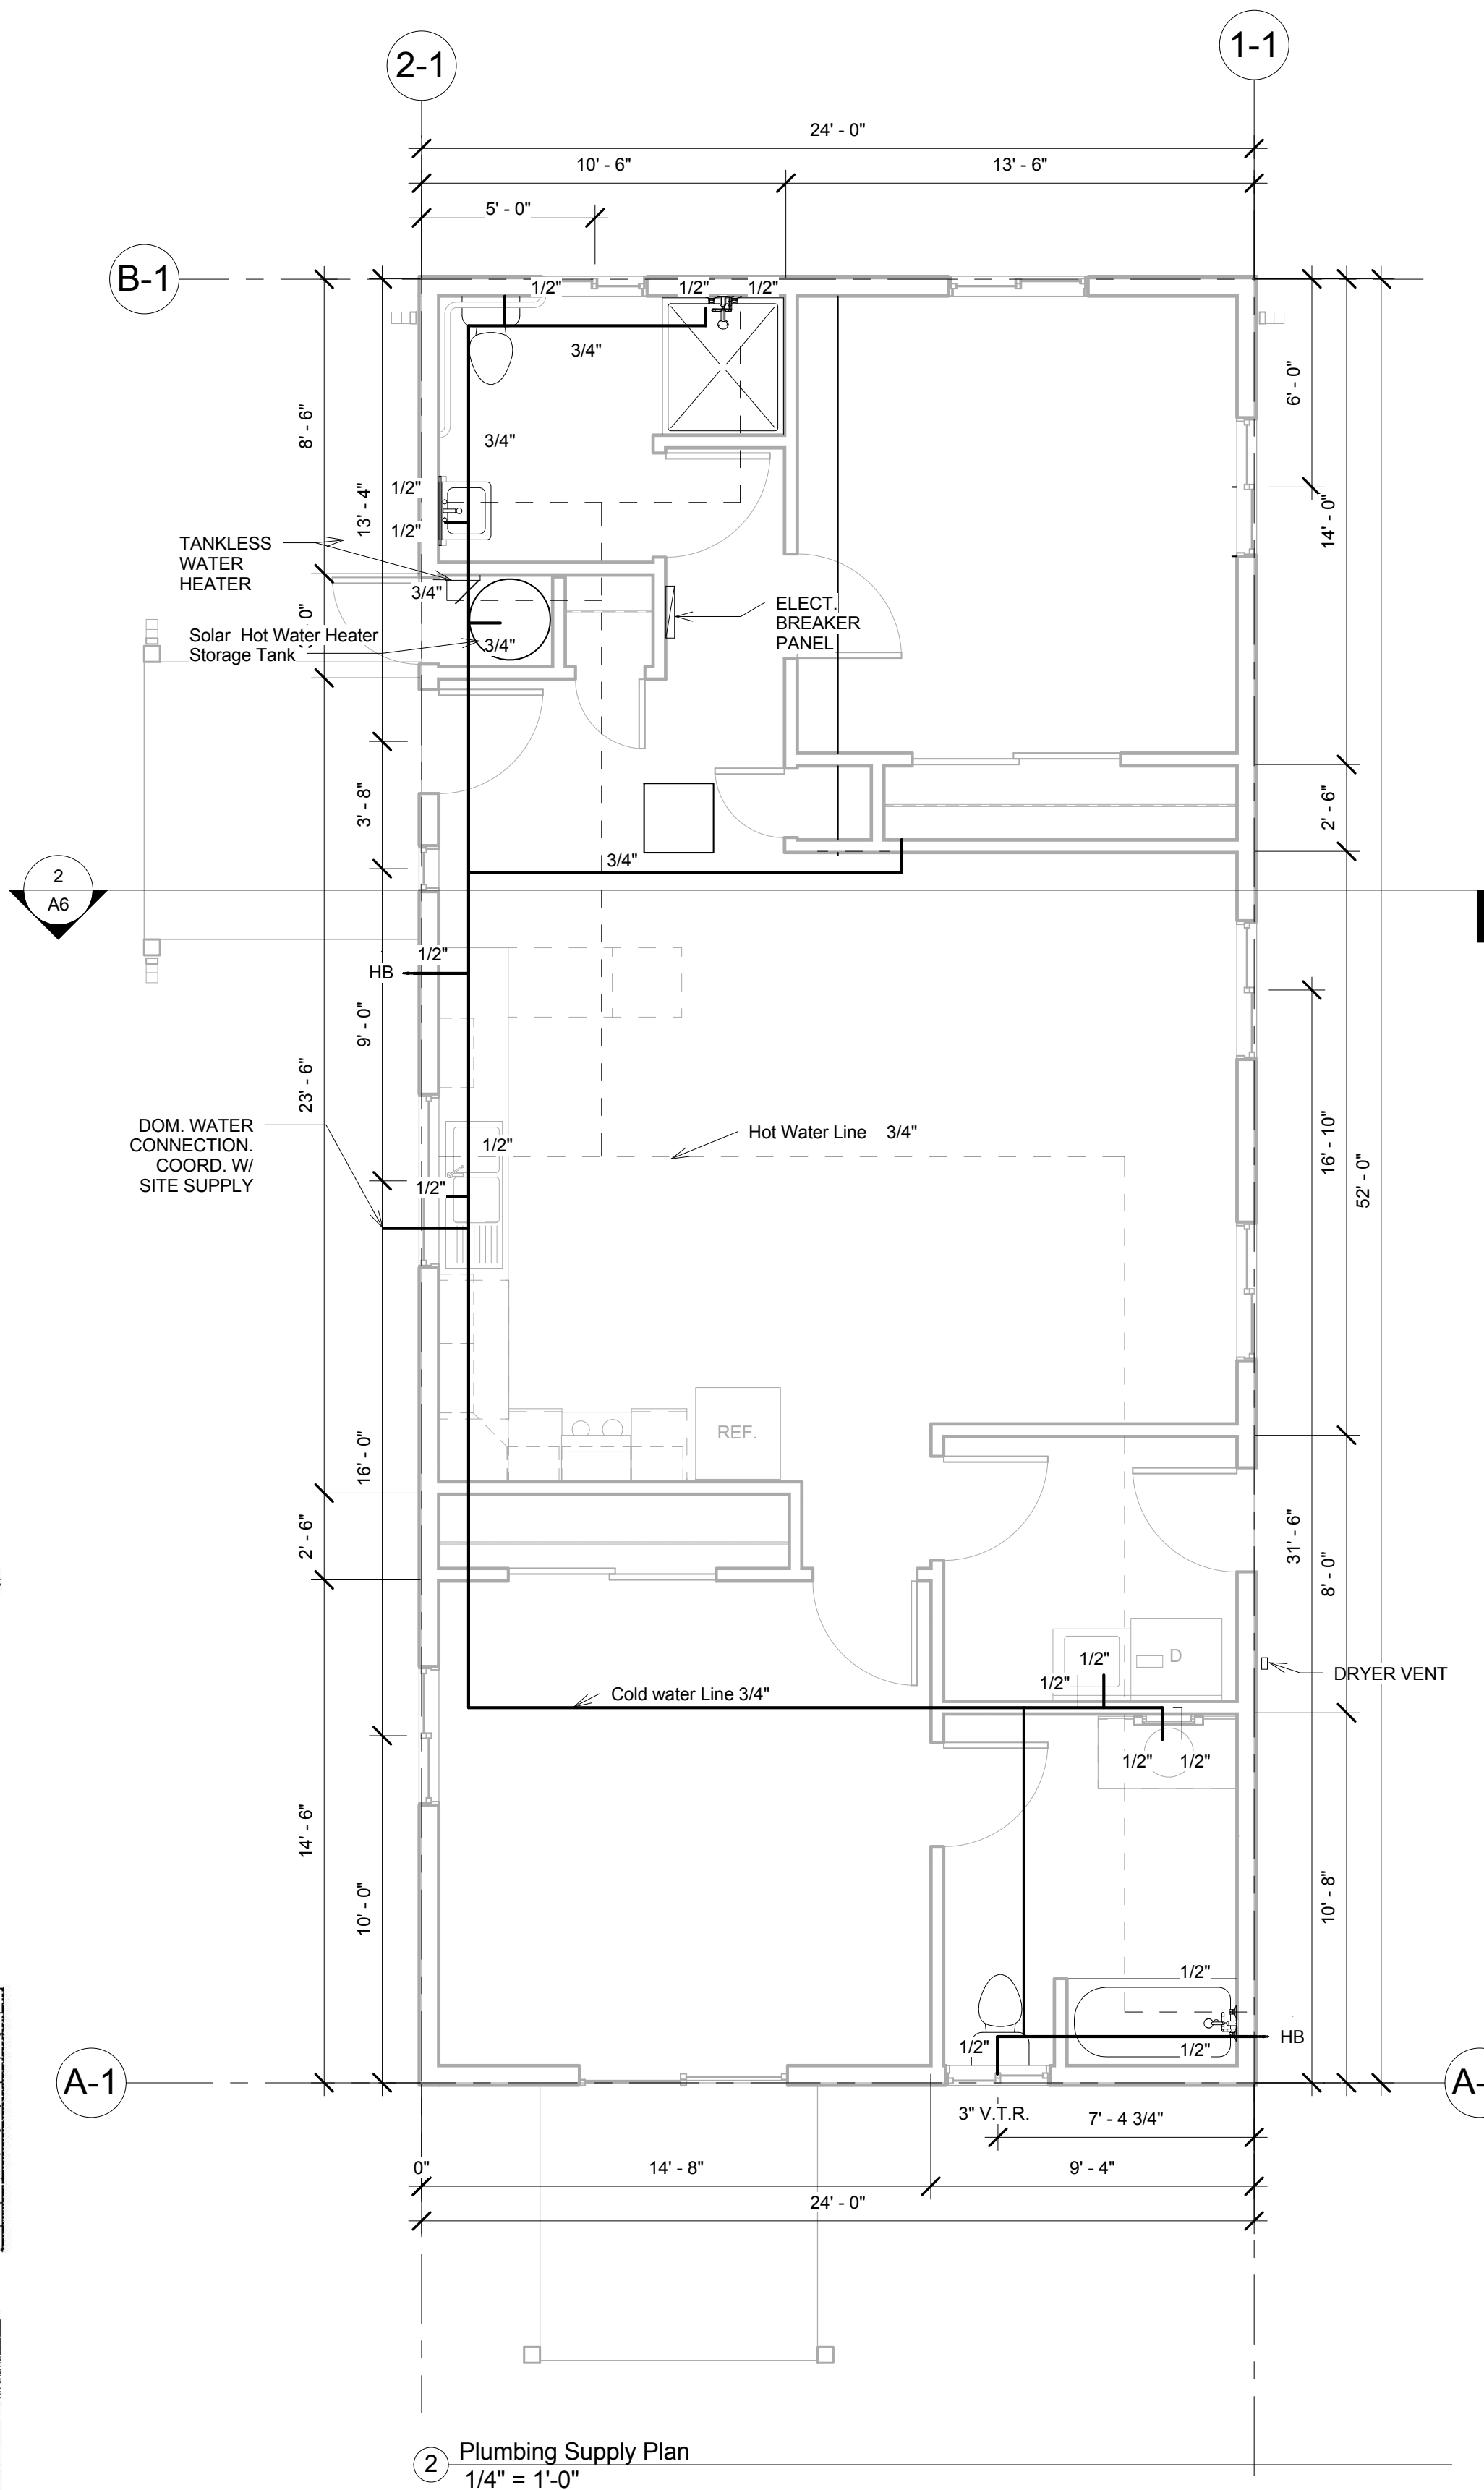 2-1
1-1
24' - 0"
10' - 6"
13' - 6"
5' - 0"
B-1
1/2"
1/2"
1/2"
3/4"
6' - 0"
8' - 6"
3/4"
13' - 4"
1/2"
14' - 0"
1/2"
TANKLESS
WATER
HEATER
3/4"
ELECT.
BREAKER
PANEL
0"
Solar Hot Water Heater
Storage Tank
3/4"
3' - 8"
2' - 6"
3/4"
2
A6
1/2"
HB
9' - 0"
23' - 6"
DOM. WATER
CONNECTION.
COORD. W/
SITE SUPPLY
1/2"
Hot Water Line 3/4"
16' - 10"
52' - 0"
1/2"
REF.
16' - 0"
2' - 6"
31' - 6"
8' - 0"
D
1/2"
1/2"
DRYER VENT
Cold water Line 3/4"
1/2"
1/2"
14' - 6"
10' - 0"
10' - 8"
1/2"
HB
1/2"
1/2"
A-1
A-
3" V.T.R.
7' - 4 3/4"
0"
14' - 8"
9' - 4"
24' - 0"
2
Plumbing Supply Plan
1/4" = 1'-0"